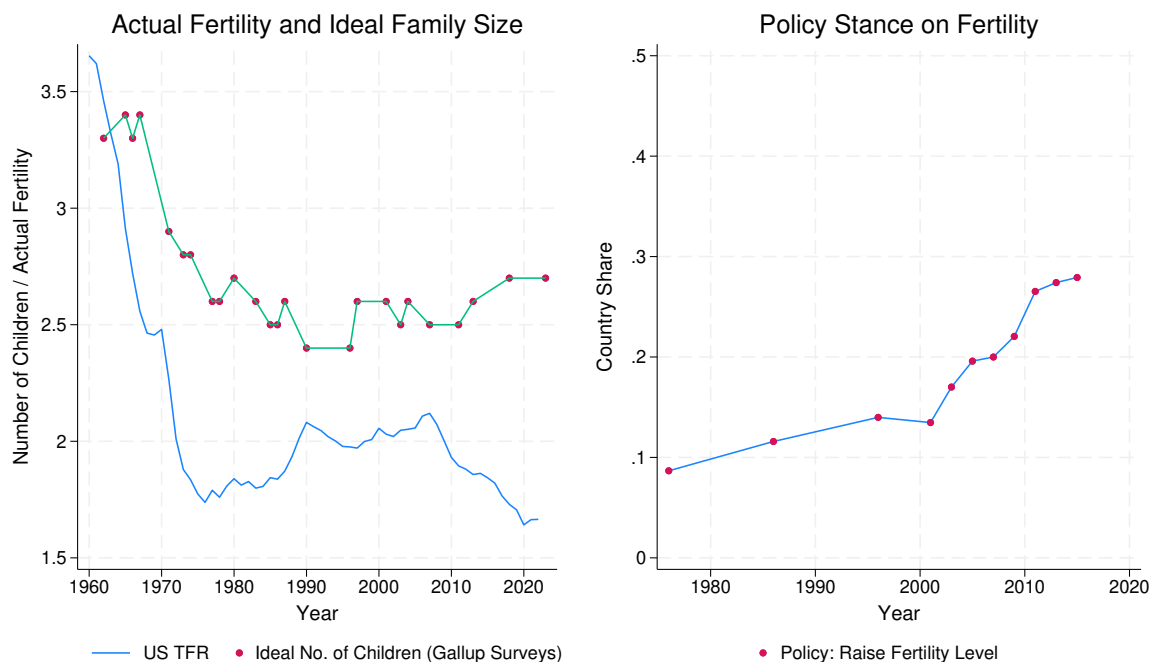 Actual Fertility and Ideal Family Size
Number of Children / Actual Fertility
3.5
3
2.5
2
1.5
1960 1970 1980 1990 2000 2010 2020
Year
US TFR
Ideal No. of Children (Gallup Surveys)
Policy Stance on Fertility
Country Share
.5
.4
.3
.2
.1
0
1980 1990 2000 2010 2020
Year
Policy: Raise Fertility Level